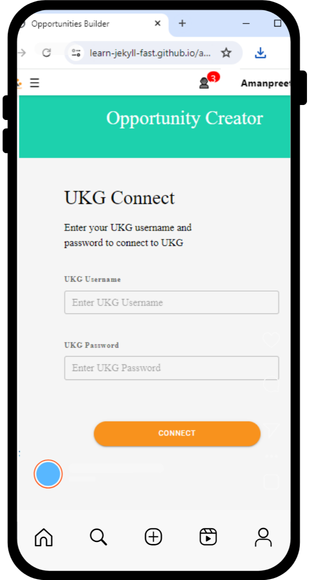 Opportunities Builder
learn-jekyll-fast.github.io/a...
3
Amanpreet
Opportunity Creator
UKG Connect
Enter your UKG username and
password to connect to UKG
UKG Username
Enter UKG Username
UKG Password
Enter UKG Password
CONNECT